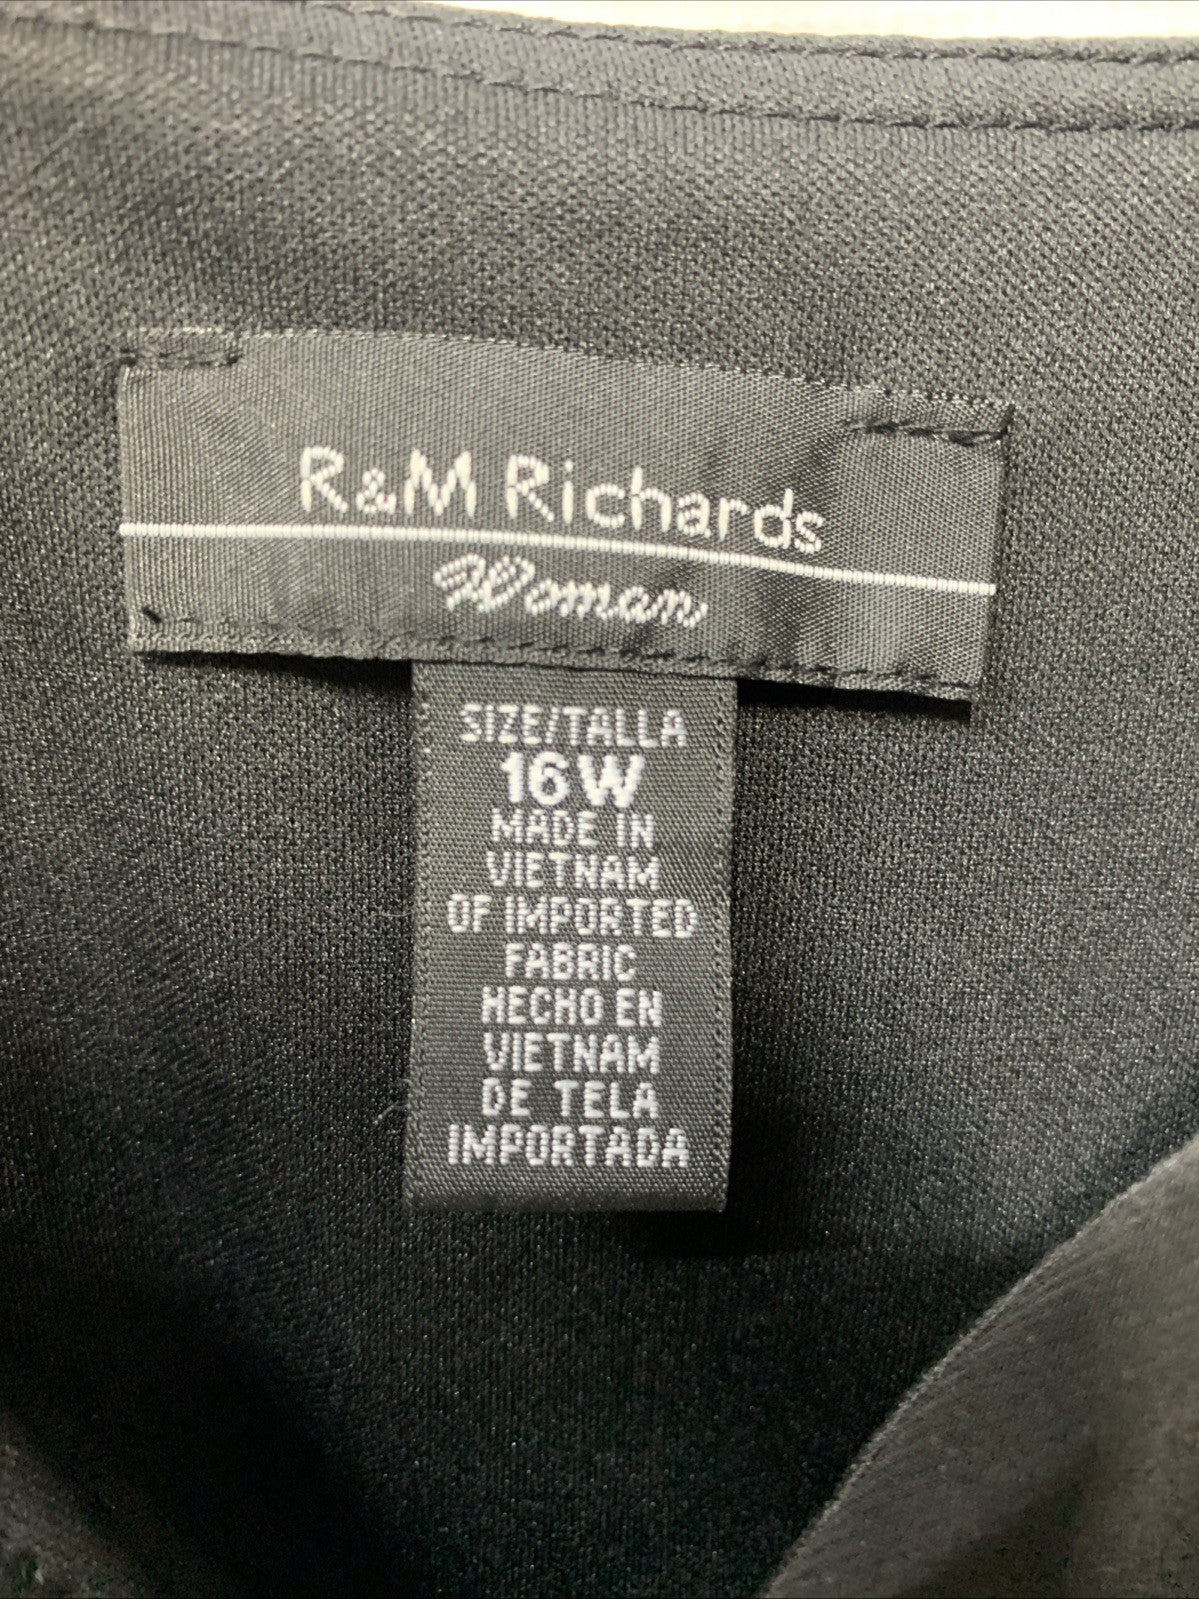 R&M Richards
Woman
SIZE/TALLA
16W
MADE IN
VIETNAM
OF IMPORTED
FABRIC
HECHO EN
VIETNAM
DE TELA
IMPORTADA